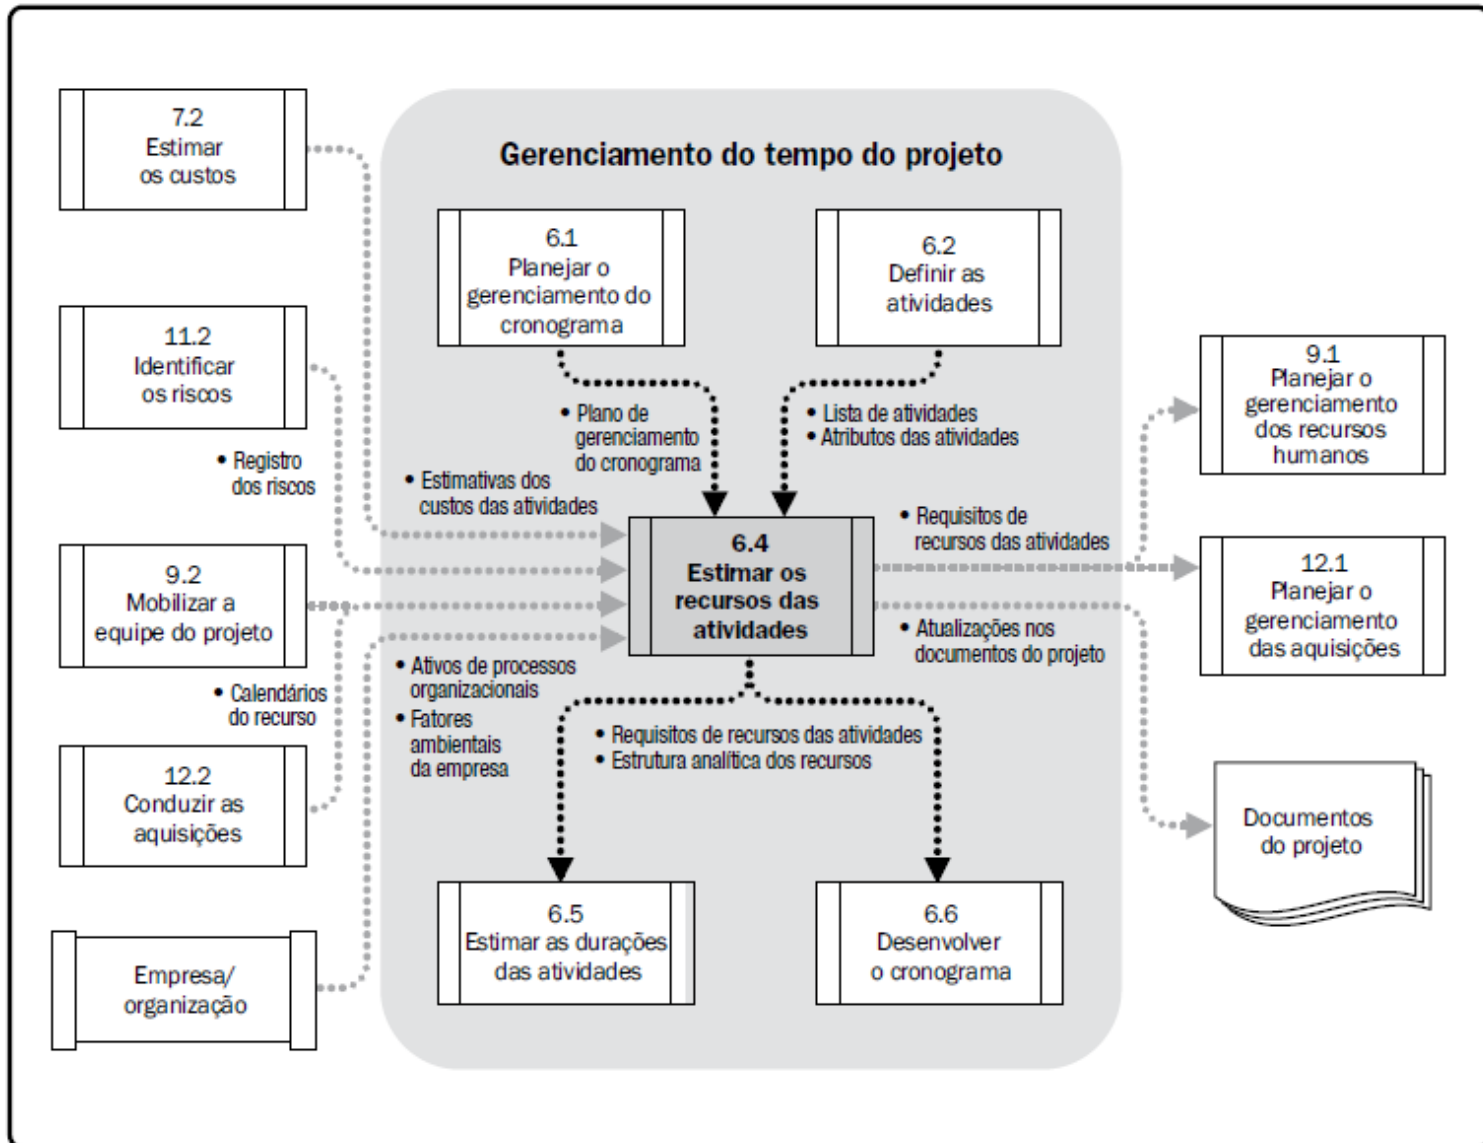 Gerenciamento do tempo do projeto
7.2
Estimar
os custos
6.1
Planejar o
gerenciamento do
cronograma
6.2
Definir as
atividades
11.2
Identificar
os riscos
9.1
Planejar o
gerenciamento
dos recursos
humanos
• Registro
dos riscos
• Plano de
gerenciamento
do cronograma
• Lista de atividades
• Atributos das atividades
• Estimativas dos
custos das atividades
6.4
Estimar os
recursos das
atividades
• Requisitos de
recursos das atividades
9.2
Mobilizar a
equipe do projeto
12.1
Planejar o
gerenciamento
das aquisições
• Atualizações nos
documentos do projeto
• Calendários
do recurso
• Ativos de processos
organizacionais
• Fatores
ambientais
da empresa
• Requisitos de recursos das atividades
• Estrutura analítica dos recursos
12.2
Conduzir as
aquisições
Documentos
do projeto
6.5
Estimar as durações
das atividades
6.6
Desenvolver
o cronograma
Empresa/
organização